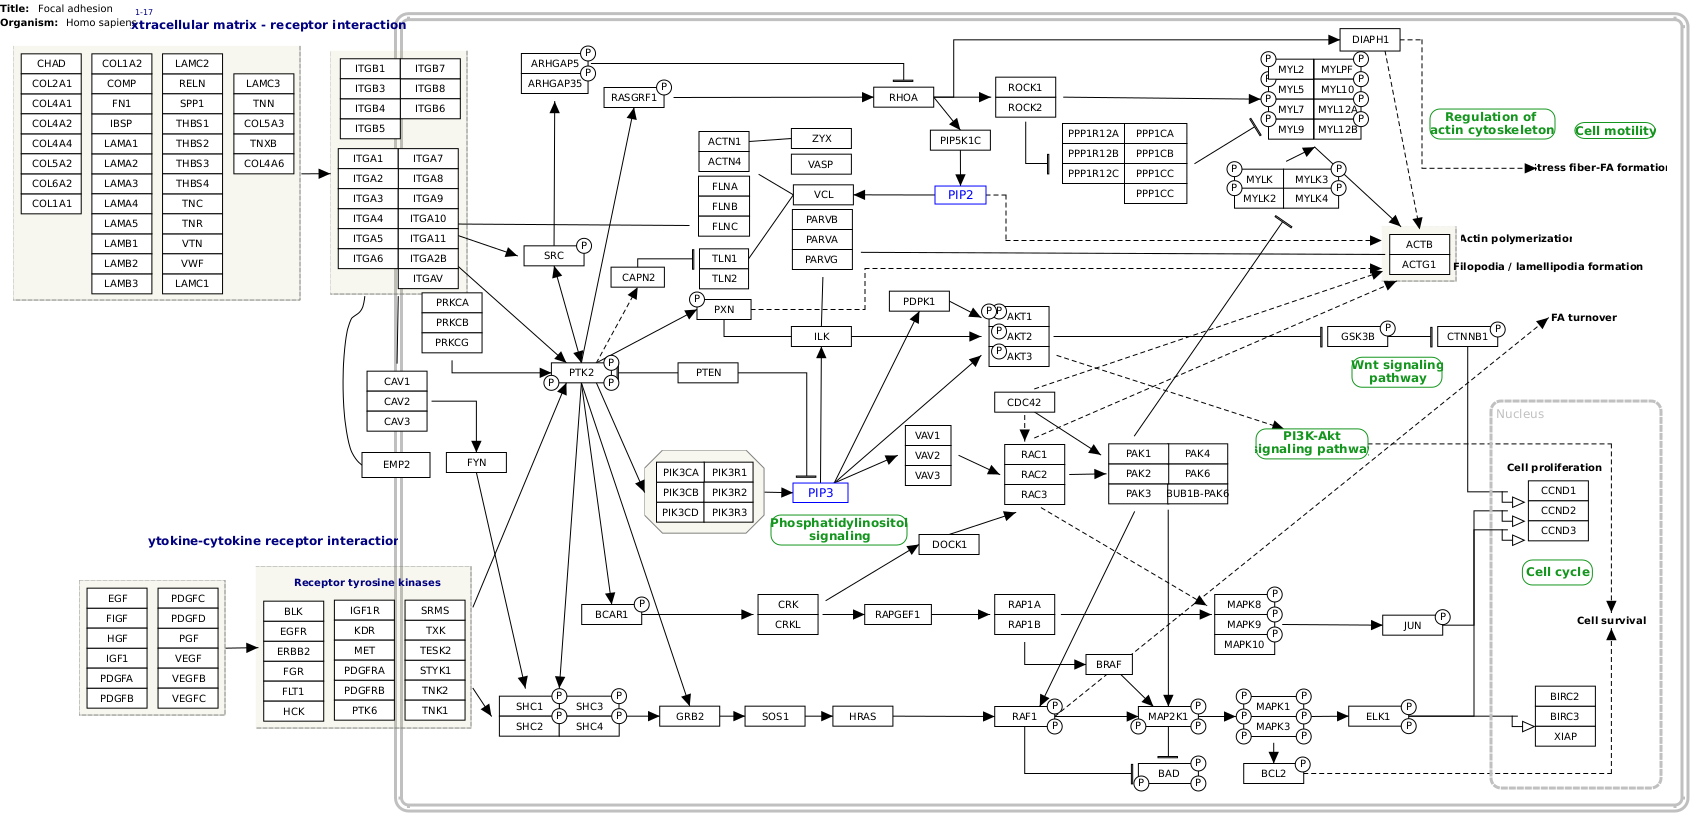 Title: Focal adhesion
1-17
Organism: Homo sapiens
xtracellular matrix - receptor interaction
CHAD
COL2A1
COL4A1
COL4A2
COL4A4
COL5A2
COL6A2
COL1A1
COL1A2
COMP
FN1
IBSP
LAMA1
LAMA2
LAMA3
LAMA4
LAMA5
LAMB1
LAMB2
LAMB3
LAMC2
RELN
SPP1
THBS1
THBS2
THBS3
THBS4
TNC
TNR
VTN
VWF
LAMC1
LAMC3
TNN
COL5A3
TNXB
COL4A6
ITGB1 ITGB7
ITGB3 ITGB8
ITGB4 ITGB6
ITGB5
ITGA1 ITGA7
ITGA2 ITGA8
ITGA3 ITGA9
ITGA4 ITGA10
ITGA5 ITGA11
ITGA6 ITGA2B
ITGAV
PRKCA
PRKCB
PRKCG
CAV1
CAV2
CAV3
EMP2
FYN
ARHGAP5 P
ARHGAP35 P
RASGRF1 P
SRC P
CAPN2
PXN P
PTK2 P P P
PTEN
ACTN1
ACTN4
FLNA
FLNB
FLNC
TLN1
TLN2
ZYX
VASP
VCL
PARVB
PARVA
PARVG
ILK
RHOA
PIP5K1C
PIP2
ROCK1
ROCK2
PPP1R12A PPP1CA
PPP1R12B PPP1CB
PPP1R12C PPP1CC
PPP1CC
DIAPH1
P MYL2 MYLPF P
P MYL5 MYL10 P
P MYL7 MYL12A P
P MYL9 MYL12B P
P MYLK MYLK3 P
P MYLK2 MYLK4 P
Regulation of
actin cytoskeleton
Cell motility
tress fiber-FA formation
ACTB
ACTG1
Actin polymerization
Filopodia / lamellipodia formation
FA turnover
PDPK1
P P AKT1
P AKT2
P AKT3
GSK3B P
CTNNB1 P
Wnt signaling
pathway
CDC42
VAV1
VAV2
VAV3
RAC1
RAC2
RAC3
PAK1 PAK4
PAK2 PAK6
PAK3 BUB1B-PAK6
PI3K-Akt
signaling pathway
PIK3CA PIK3R1
PIK3CB PIK3R2
PIK3CD PIK3R3
PIP3
Phosphatidylinositol
signaling
DOCK1
Nucleus
Cell proliferation
CCND1
CCND2
CCND3
Cell cycle
Cell survival
BIRC2
BIRC3
XIAP
ytokine-cytokine receptor interaction
EGF
FIGF
HGF
IGF1
PDGFA
PDGFB
PDGFC
PDGFD
PGF
VEGF
VEGFB
VEGFC
Receptor tyrosine kinases
BLK
EGFR
ERBB2
FGR
FLT1
HCK
IGF1R
KDR
MET
PDGFRA
PDGFRB
PTK6
SRMS
TXK
TESK2
STYK1
TNK2
TNK1
BCAR1 P
CRK
CRKL
RAPGEF1
RAP1A
RAP1B
MAPK8 P
MAPK9 P
MAPK10 P
JUN P
BRAF
SHC1 P SHC3 P
SHC2 P SHC4 P
GRB2
SOS1
HRAS
RAF1 P P
MAP2K1 P P P
P MAPK1 P
P MAPK3 P
P P
ELK1 P P
BAD P P P
BCL2 P